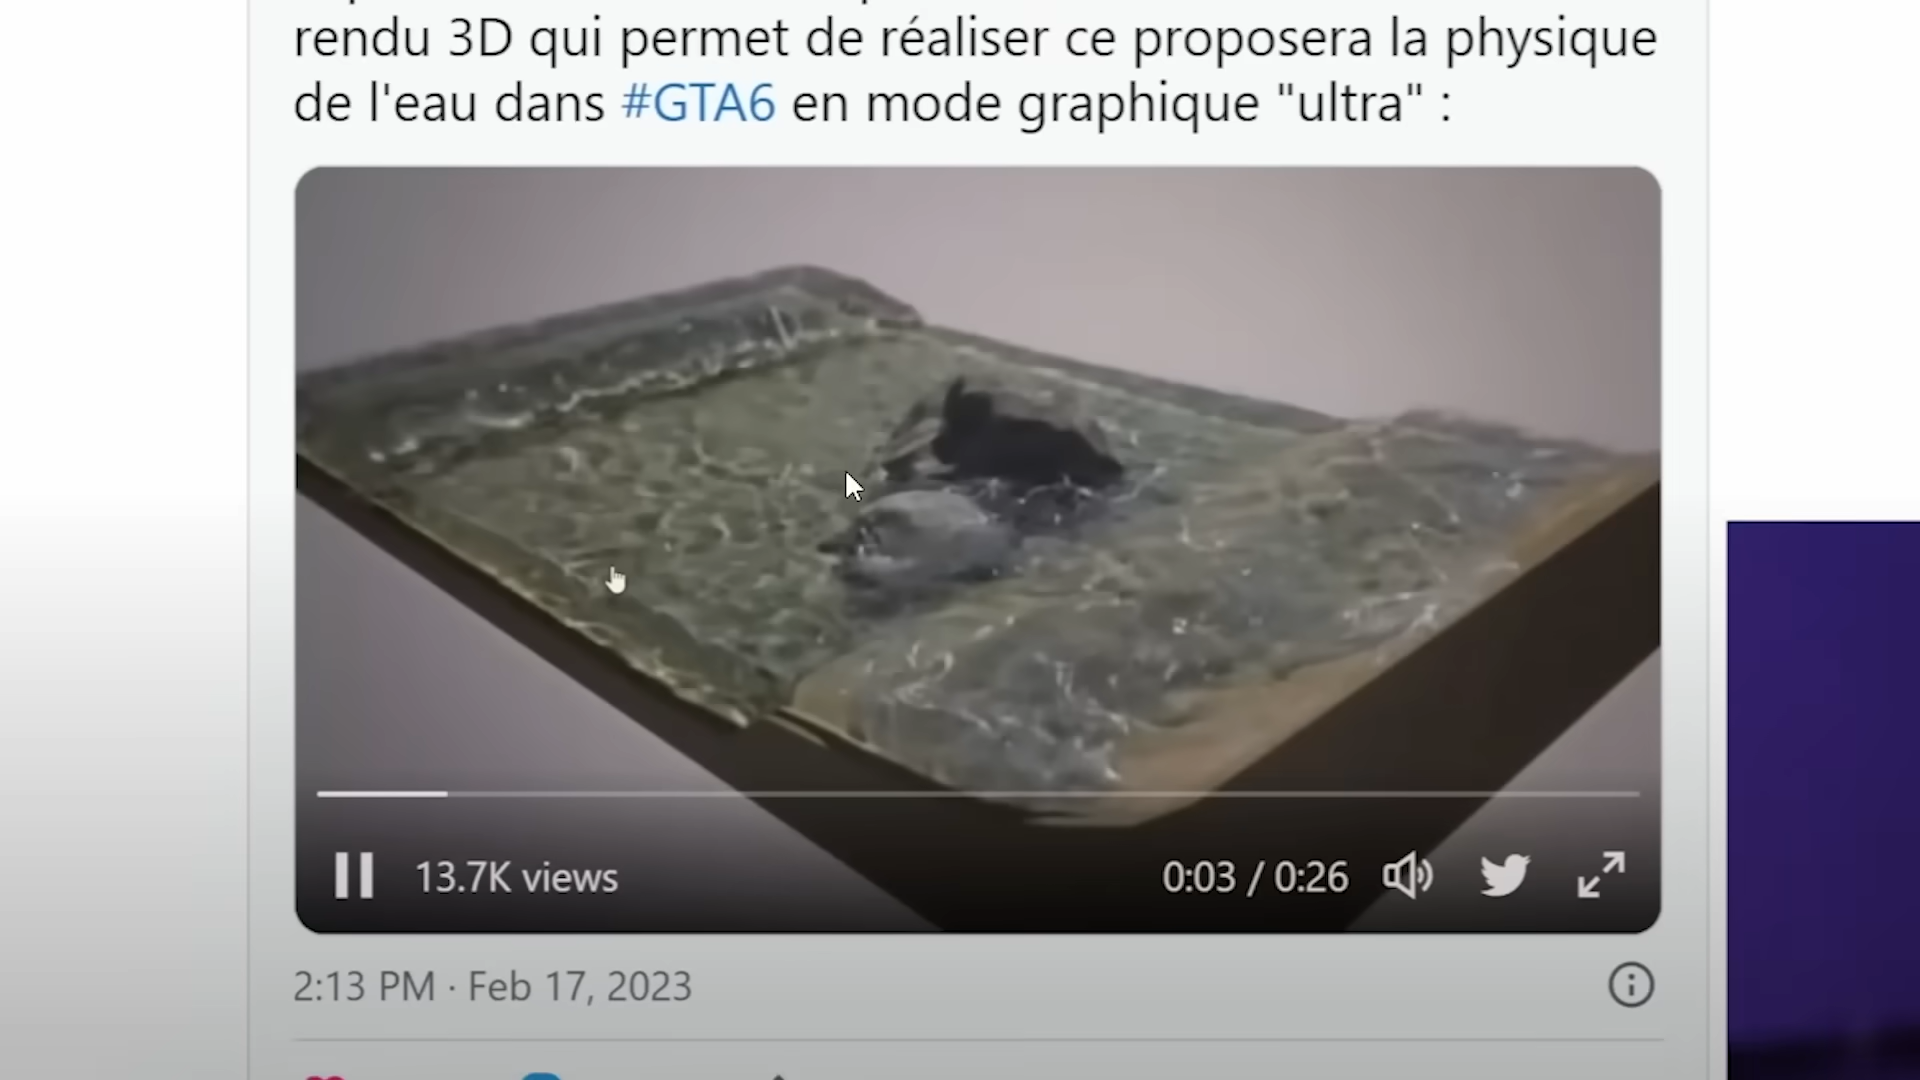 rendu 3D qui permet de réaliser ce proposera la physique
de l'eau dans #GTA6 en mode graphique "ultra" :
13.7K views
0:03 / 0:26
2:13 PM · Feb 17, 2023